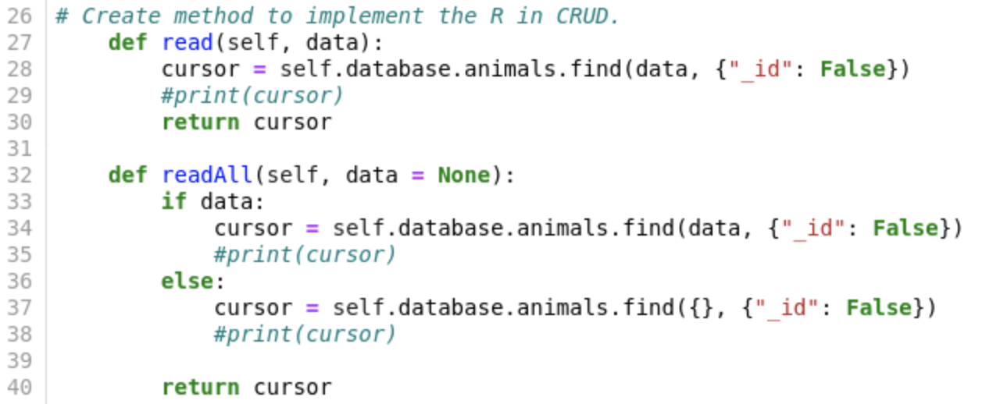 26 # Create method to implement the R in CRUD.
27     def read(self, data):
28         cursor = self.database.animals.find(data, {"_id": False})
29         #print(cursor)
30         return cursor
31
32     def readAll(self, data = None):
33         if data:
34             cursor = self.database.animals.find(data, {"_id": False})
35             #print(cursor)
36         else:
37             cursor = self.database.animals.find({}, {"_id": False})
38             #print(cursor)
39
40         return cursor